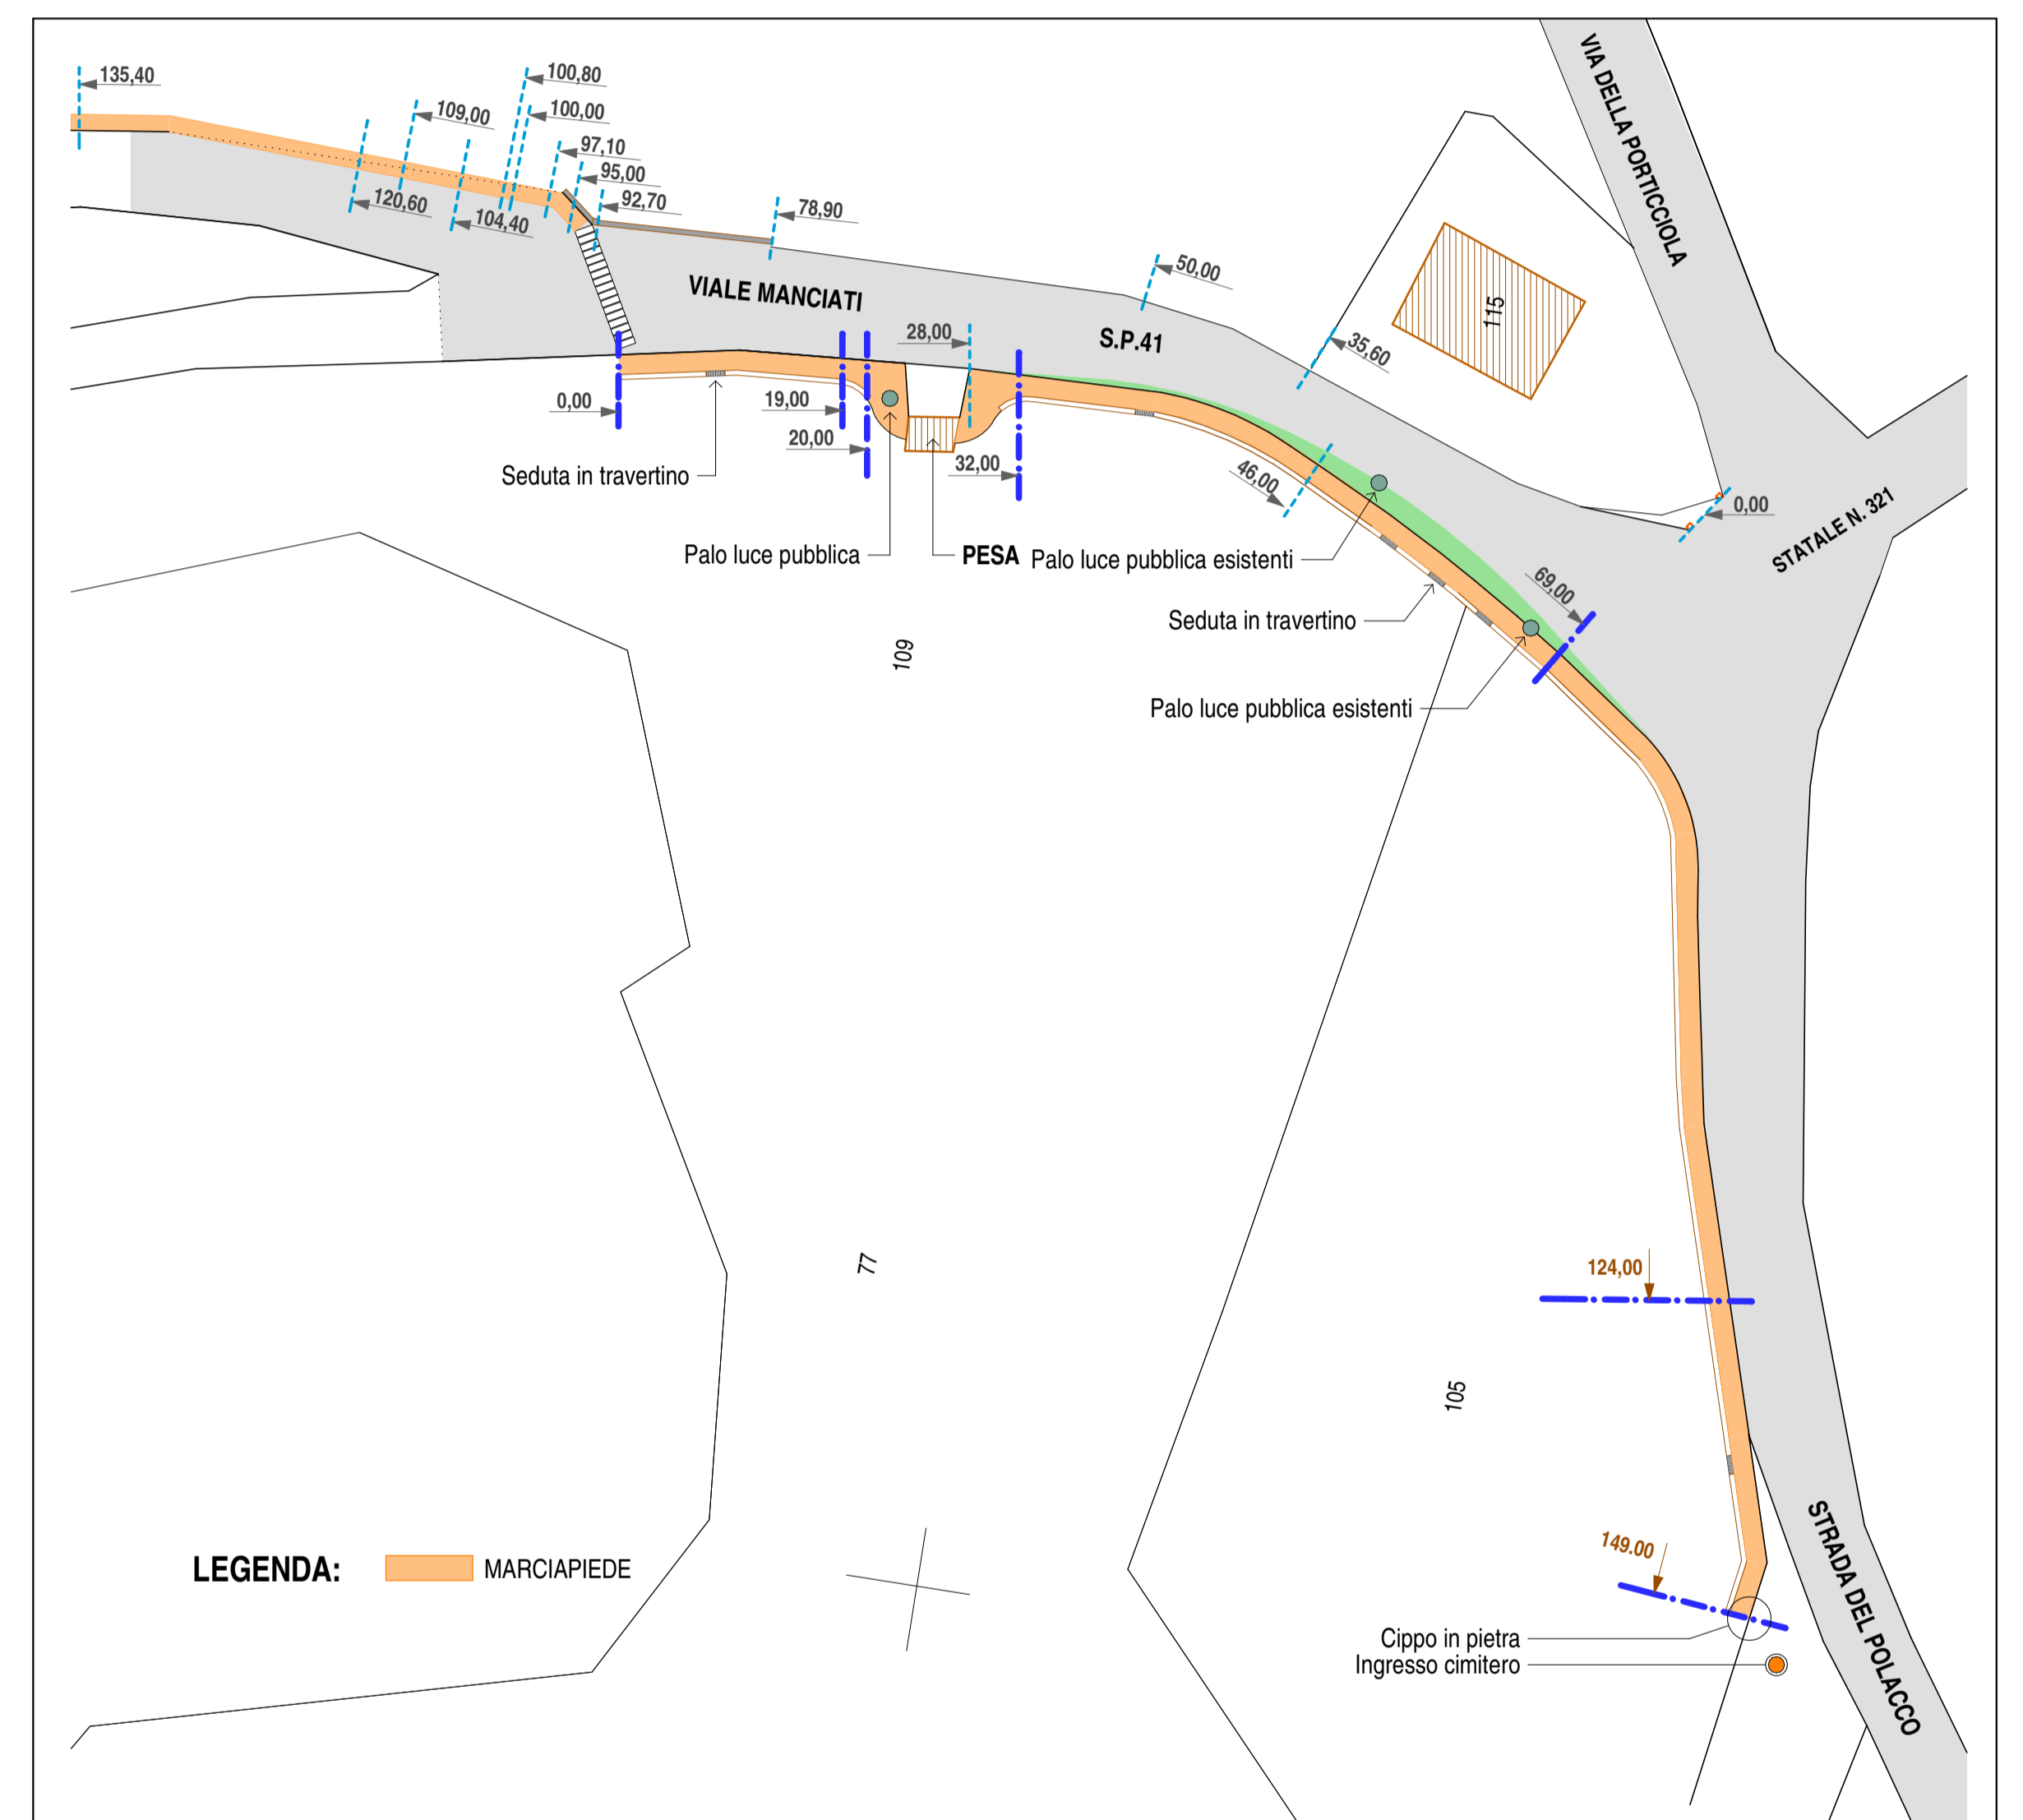 135,40
100,80
109,00
100,00
97,10
95,00
92,70
120,60
104,40
78,90
50,00
VIA DELLA PORTICCIOLA
VIALE MANCIATI
S.P.41
115
35,60
28,00
0,00
19,00
20,00
32,00
46,00
0,00
STATALE N. 321
Seduta in travertino
Palo luce pubblica
PESA
Palo luce pubblica esistenti
69,00
Seduta in travertino
109
Palo luce pubblica esistenti
77
124,00
105
149.00
LEGENDA:
MARCIAPIEDE
STRADA DEL POLACCO
Cippo in pietra
Ingresso cimitero